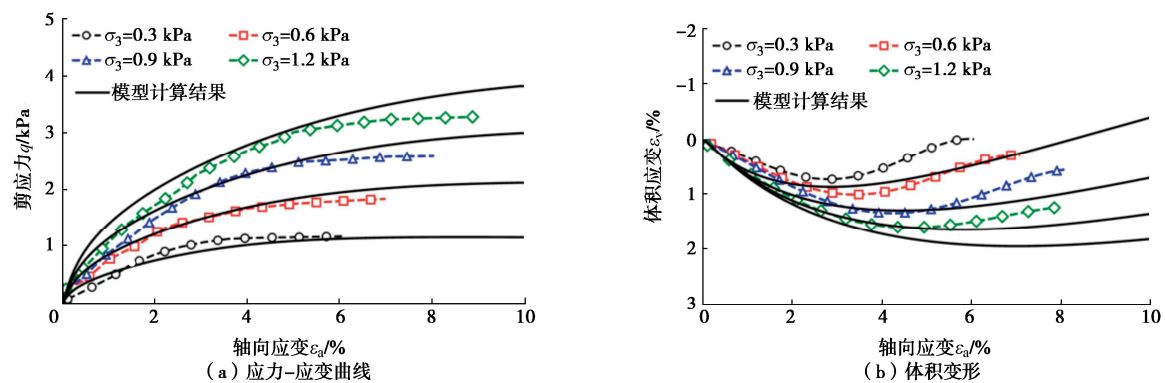 5
σ₃=0.3 kPa
σ₃=0.6 kPa
σ₃=0.9 kPa
σ₃=1.2 kPa
模型计算结果
4
3
2
1
剪应力q/kPa
0
2
4
6
8
10
轴向应变εa/%
（a）应力-应变曲线
-2
σ₃=0.3 kPa
σ₃=0.6 kPa
σ₃=0.9 kPa
σ₃=1.2 kPa
模型计算结果
-1
0
1
2
3
体积应变εv/%
0
2
4
6
8
10
轴向应变εa/%
（b）体积变形